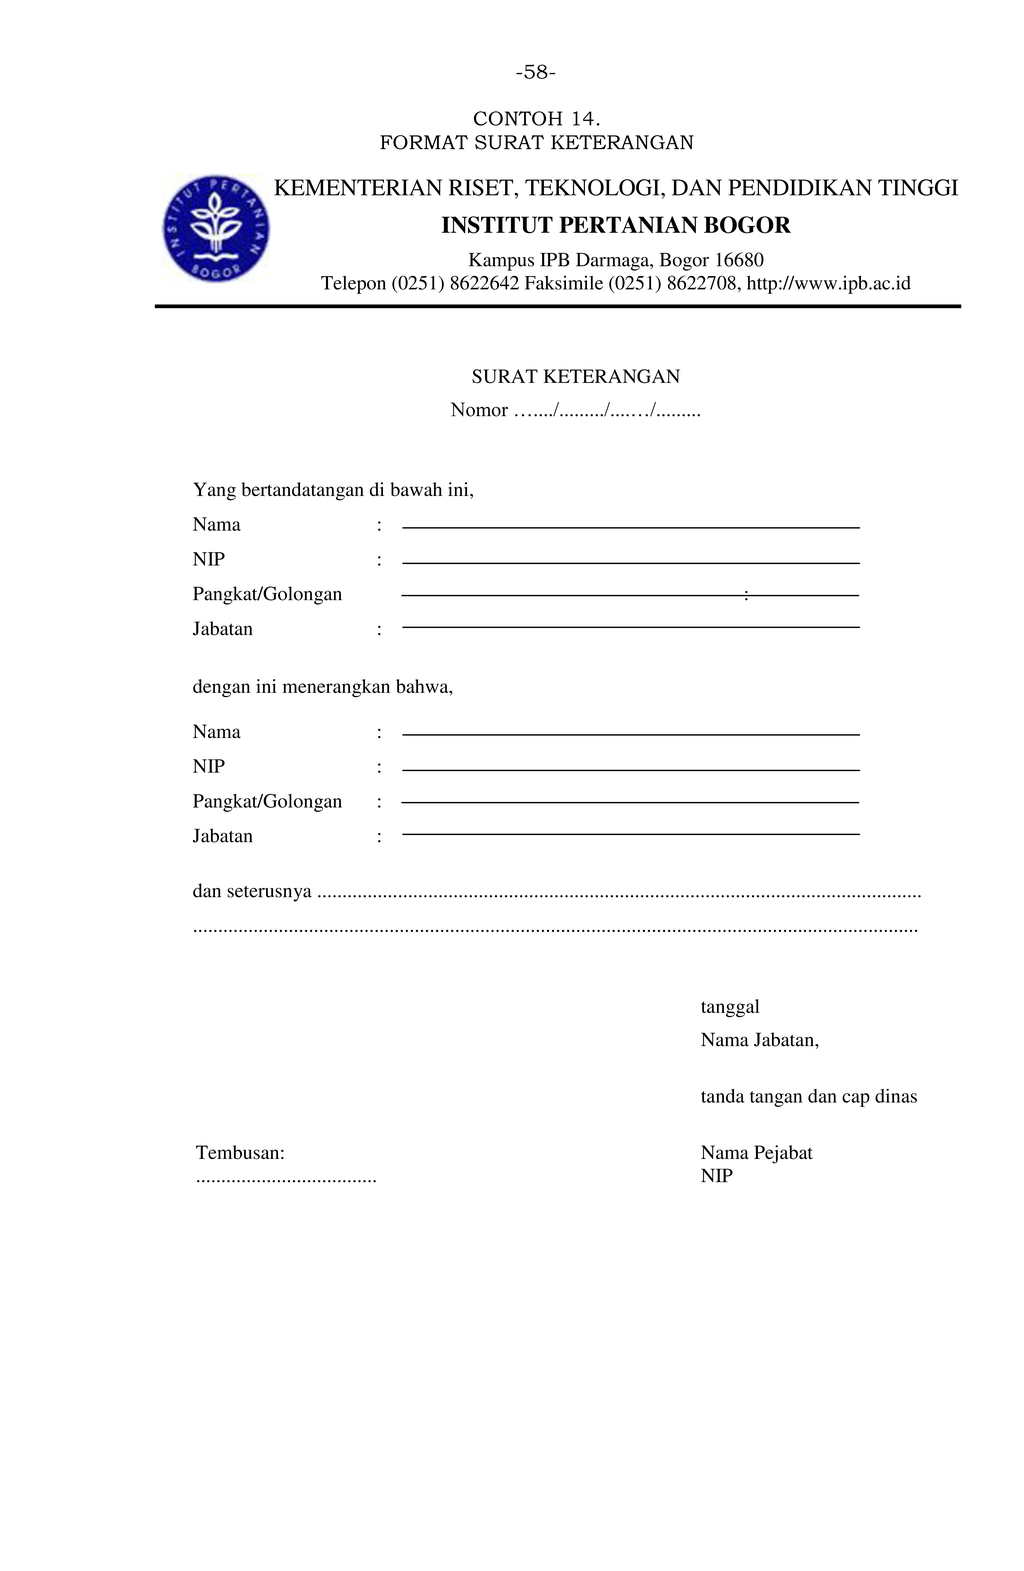 -58-
CONTOH 14.
FORMAT SURAT KETERANGAN
INSTITUT PERTANIAN
BOGOR
KEMENTERIAN RISET, TEKNOLOGI, DAN PENDIDIKAN TINGGI
INSTITUT PERTANIAN BOGOR
Kampus IPB Darmaga, Bogor 16680
Telepon (0251) 8622642 Faksimile (0251) 8622708, http://www.ipb.ac.id
SURAT KETERANGAN
Nomor …..../........./....…/.........
Yang bertandatangan di bawah ini,
Nama :
NIP :
Pangkat/Golongan :
Jabatan :
dengan ini menerangkan bahwa,
Nama :
NIP :
Pangkat/Golongan :
Jabatan :
dan seterusnya ........................................................................................................................
................................................................................................................................................
tanggal
Nama Jabatan,
tanda tangan dan cap dinas
Tembusan: Nama Pejabat
.................................... NIP